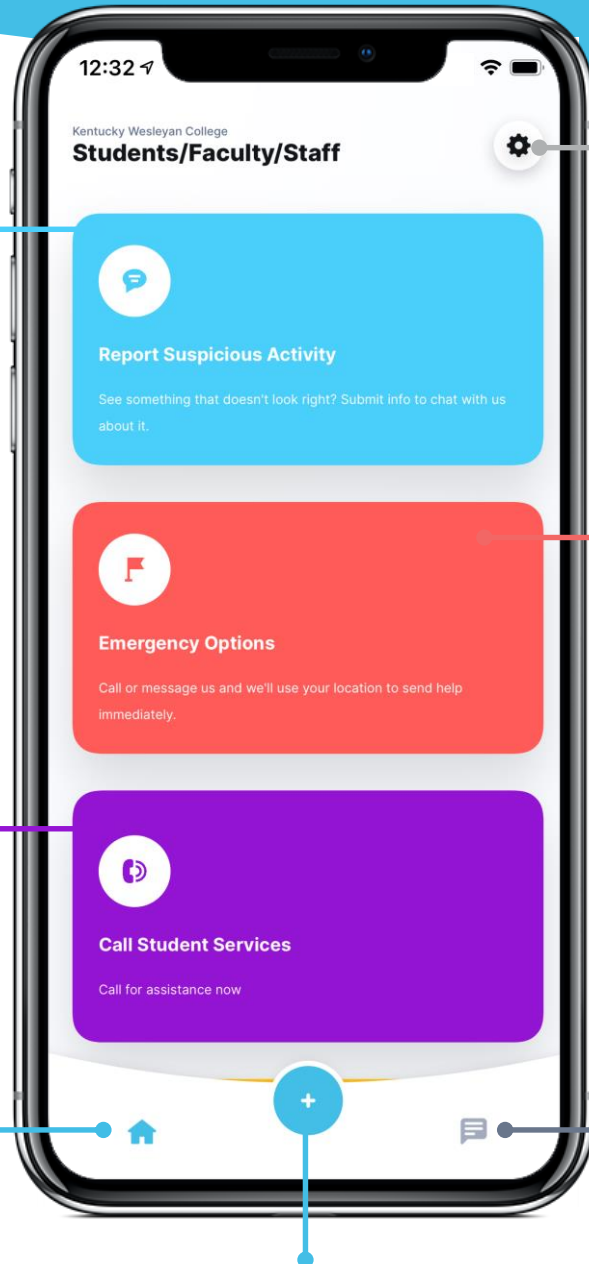 12:32
Kentucky Wesleyan College
Students/Faculty/Staff
Report Suspicious Activity
See something that doesn't look right? Submit info to chat with us
about it.
Emergency Options
Call or message us and we'll use your location to send help
immediately.
Call Student Services
Call for assistance now